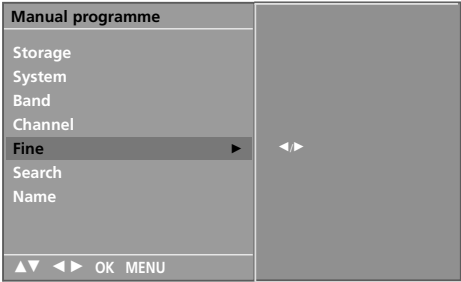 Manual programme
Storage
System
Band
Channel
Fine ▶ ◀/▶
Search
Name
▲▼ ◀ ▶ OK MENU